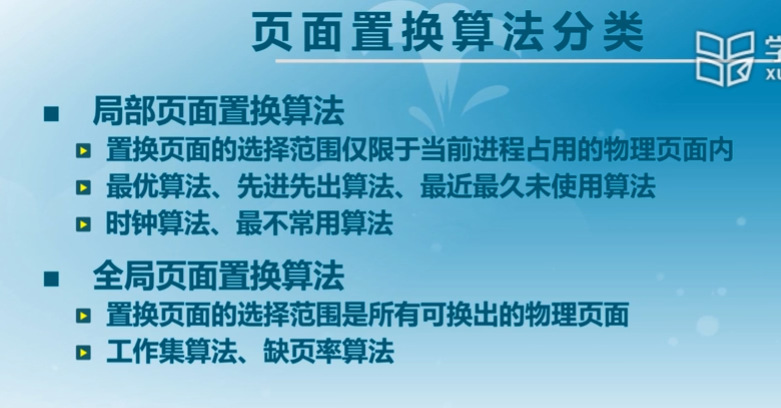 页面置换算法分类
学
xu
局部页面置换算法
置换页面的选择范围仅限于当前进程占用的物理页面内
最优算法、先进先出算法、最近最久未使用算法
时钟算法、最不常用算法
全局页面置换算法
置换页面的选择范围是所有可换出的物理页面
工作集算法、缺页率算法